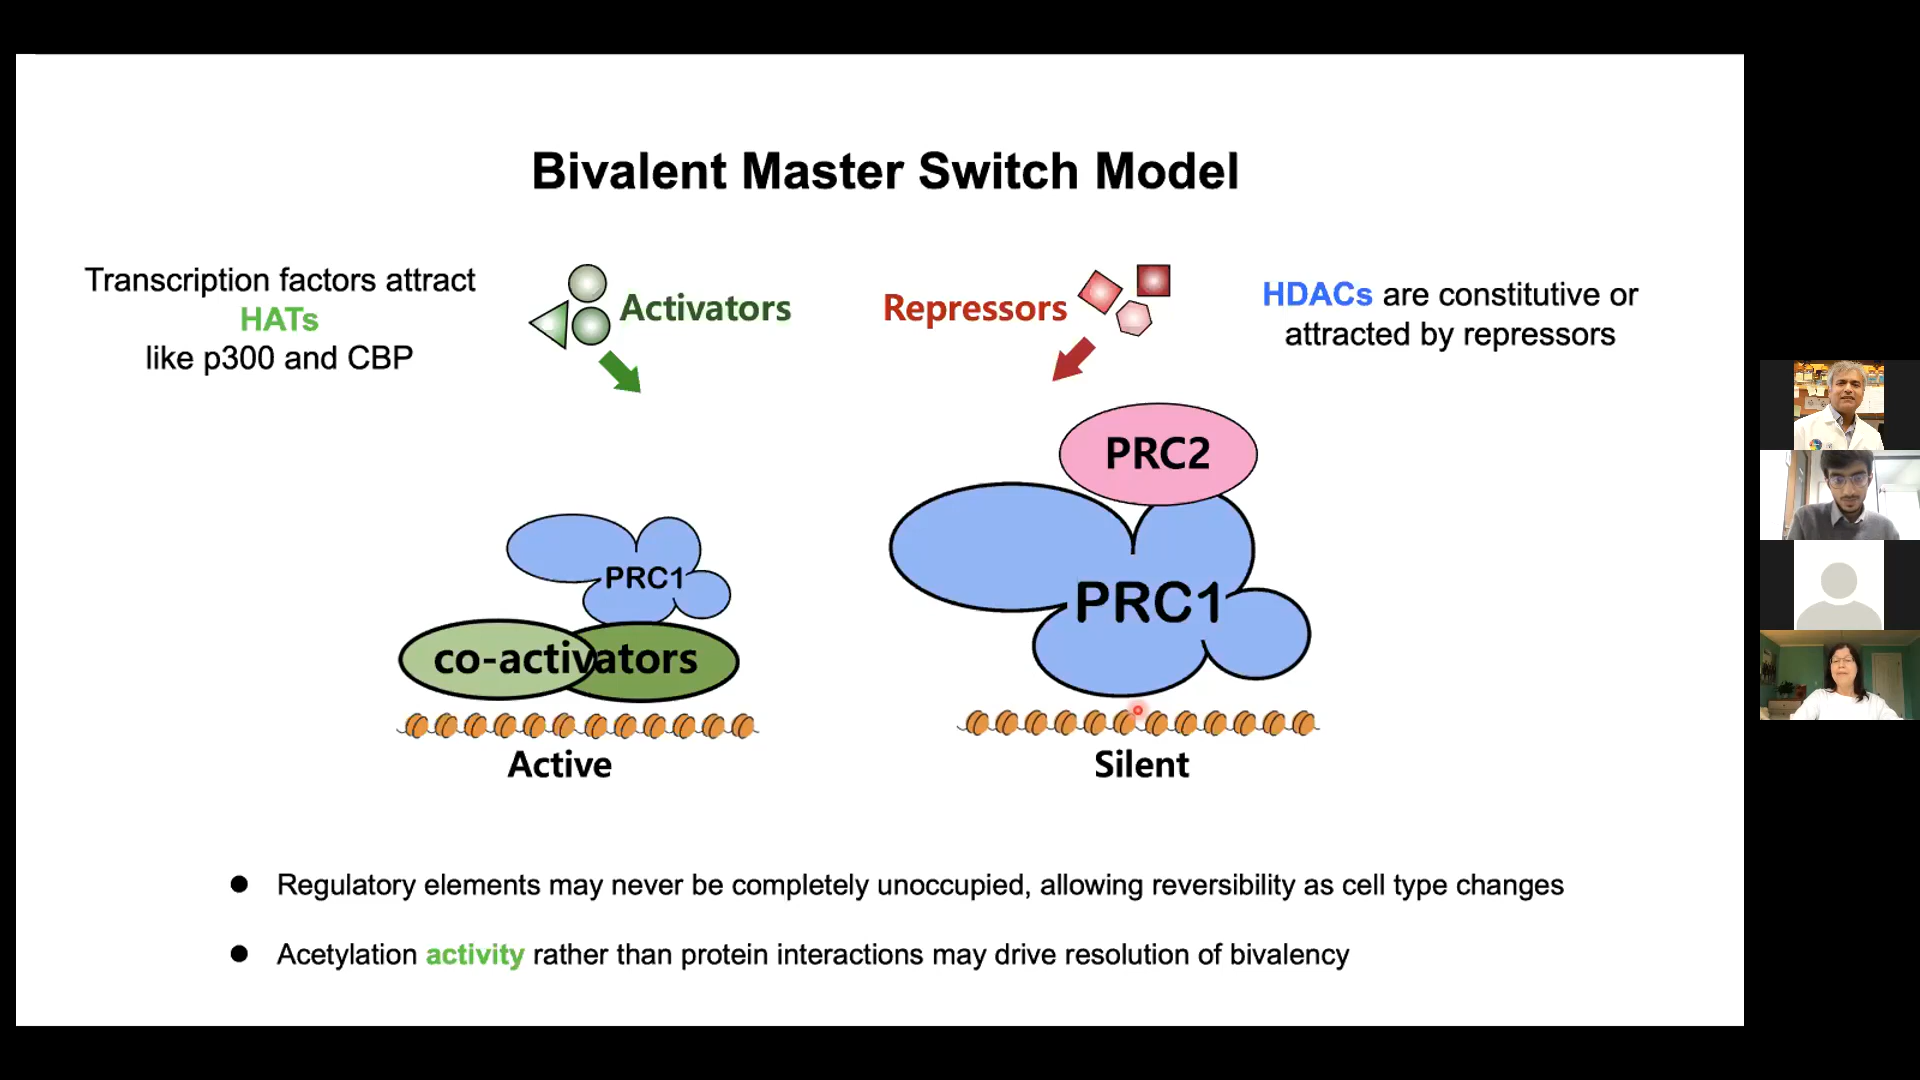 Bivalent Master Switch Model
Transcription factors attract
HATs
like p300 and CBP
Activators
Repressors
HDACs are constitutive or
attracted by repressors
PRC2
PRC1
co-activators
Active
PRC1
Silent
● Regulatory elements may never be completely unoccupied, allowing reversibility as cell type changes
● Acetylation activity rather than protein interactions may drive resolution of bivalency